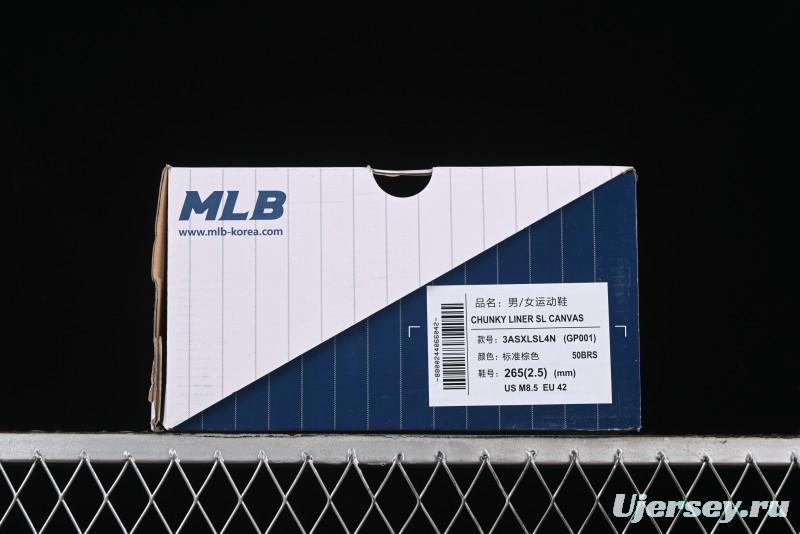 MLB
www.mlb-korea.com
品名：男/女运动鞋
CHUNKY LINER SL CANVAS
款号：3ASXLSL4N (GP001)
颜色：标准棕色 50BRS
鞋号：265(2.5) (mm)
US M8.5 EU 42
-8800244066042-
Ujersey.ru